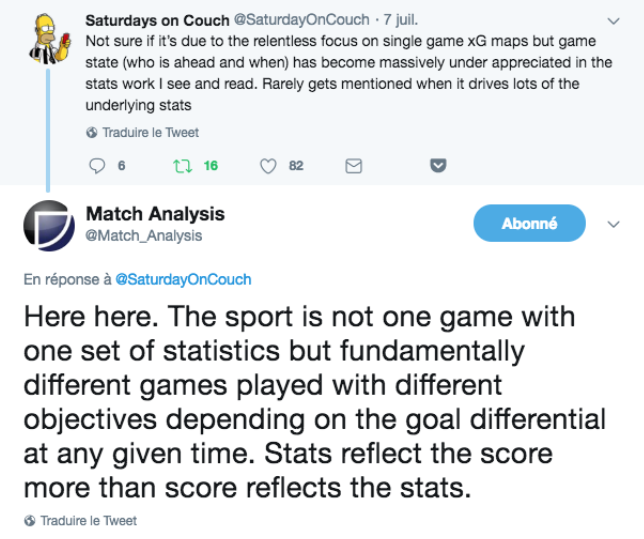 Saturdays on Couch @SaturdayOnCouch · 7 juil.
Not sure if it's due to the relentless focus on single game xG maps but game
state (who is ahead and when) has become massively under appreciated in the
stats work I see and read. Rarely gets mentioned when it drives lots of the
underlying stats
Traduire le Tweet
6 16 82
Match Analysis
@Match_Analysis
Abonné
En réponse à @SaturdayOnCouch
Here here. The sport is not one game with
one set of statistics but fundamentally
different games played with different
objectives depending on the goal differential
at any given time. Stats reflect the score
more than score reflects the stats.
Traduire le Tweet